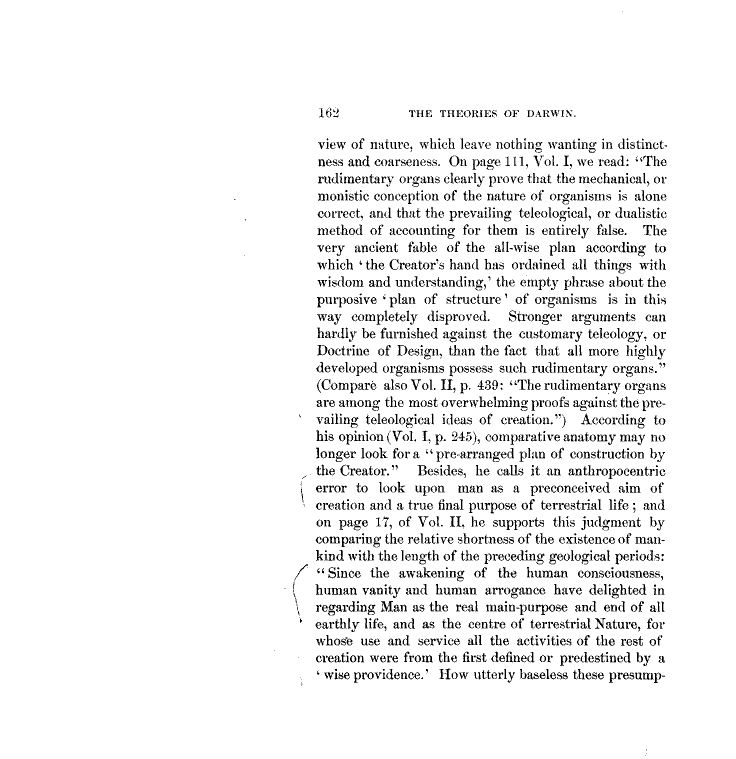 162 THE THEORIES OF DARWIN.
view of nature, which leave nothing wanting in distinct-
ness and coarseness. On page 111, Vol. I, we read: “The
rudimentary organs clearly prove that the mechanical, or
monistic conception of the nature of organisms is alone
correct, and that the prevailing teleological, or dualistic
method of accounting for them is entirely false. The
very ancient fable of the all-wise plan according to
which ‘the Creator’s hand has ordained all things with
wisdom and understanding,’ the empty phrase about the
purposive ‘plan of structure’ of organisms is in this
way completely disproved. Stronger arguments can
hardly be furnished against the customary teleology, or
Doctrine of Design, than the fact that all more highly
developed organisms possess such rudimentary organs.”
(Compare also Vol. II, p. 439: “The rudimentary organs
are among the most overwhelming proofs against the pre-
vailing teleological ideas of creation.”) According to
his opinion (Vol. I, p. 245), comparative anatomy may no
longer look for a “pre-arranged plan of construction by
the Creator.” Besides, he calls it an anthropocentric
error to look upon man as a preconceived aim of
creation and a true final purpose of terrestrial life; and
on page 17, of Vol. II, he supports this judgment by
comparing the relative shortness of the existence of man-
kind with the length of the preceding geological periods:
“Since the awakening of the human consciousness,
human vanity and human arrogance have delighted in
regarding Man as the real main-purpose and end of all
earthly life, and as the centre of terrestrial Nature, for
whose use and service all the activities of the rest of
creation were from the first defined or predestined by a
‘wise providence.’ How utterly baseless these presump-